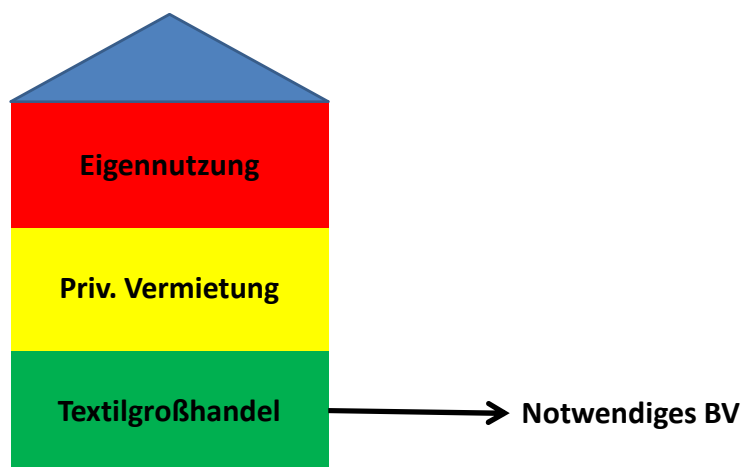 Eigennutzung
Priv. Vermietung
Textilgroßhandel
Notwendiges BV